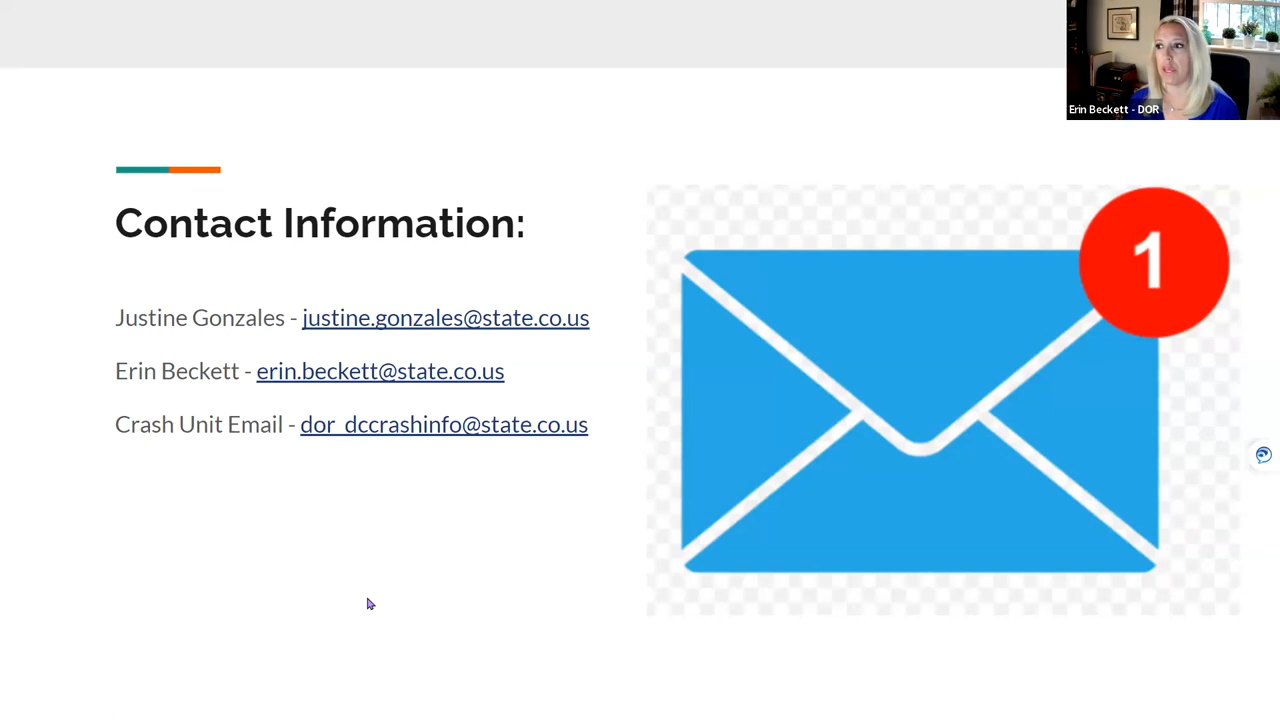 Erin Beckett - DOR
Contact Information:
Justine Gonzales - justine.gonzales@state.co.us
Erin Beckett - erin.beckett@state.co.us
Crash Unit Email - dor_dccrashinfo@state.co.us
1